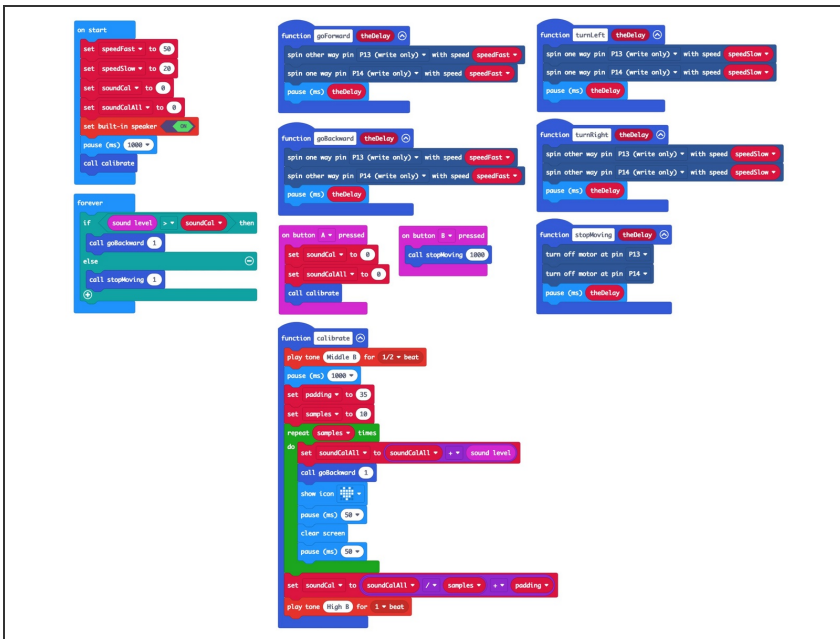 on start
set speedFast to 50
set speedSlow to 20
set soundCal to 0
set soundCalAll to 0
set built-in speaker ON
pause (ms) 1000
call calibrate
forever
if sound level > soundCal then
call goBackward 1
else
call stopMoving 1
function goForward theDelay
spin other way pin P13 (write only) with speed speedFast
spin one way pin P14 (write only) with speed speedFast
pause (ms) theDelay
function goBackward theDelay
spin one way pin P13 (write only) with speed speedFast
spin other way pin P14 (write only) with speed speedFast
pause (ms) theDelay
on button A pressed
set soundCal to 0
set soundCalAll to 0
call calibrate
on button B pressed
call stopMoving 1000
function calibrate
play tone Middle B for 1/2 beat
pause (ms) 1000
set padding to 35
set samples to 10
repeat samples times
do
set soundCalAll to soundCalAll + sound level
call goBackward 1
show icon
pause (ms) 50
clear screen
pause (ms) 50
set soundCal to soundCalAll / samples + padding
play tone High B for 1 beat
function turnLeft theDelay
spin one way pin P13 (write only) with speed speedSlow
spin one way pin P14 (write only) with speed speedSlow
pause (ms) theDelay
function turnRight theDelay
spin other way pin P13 (write only) with speed speedSlow
spin other way pin P14 (write only) with speed speedSlow
pause (ms) theDelay
function stopMoving theDelay
turn off motor at pin P13
turn off motor at pin P14
pause (ms) theDelay